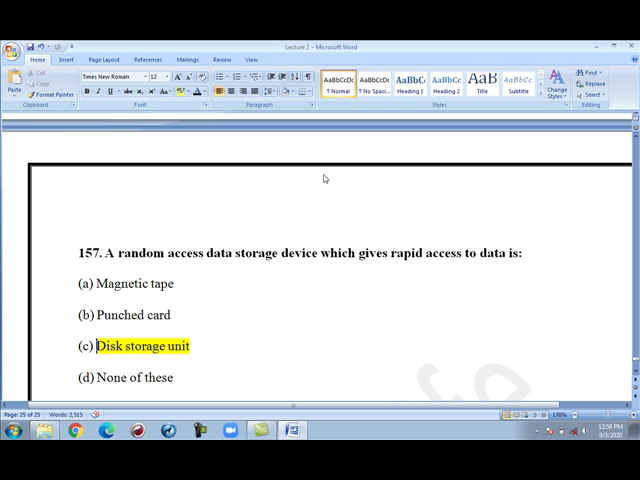 Lecture 2 - Microsoft Word
Home Insert Page Layout References Mailings Review View
Cut
Copy
Paste
Format Painter
Clipboard
Times New Roman 12
Font
Paragraph
AaBbCcDc AaBbCcDc AaBbC AaBbCc AaB AaBbCc.
¶ Normal ¶ No Spaci... Heading 1 Heading 2 Title Subtitle
Change
Styles
Styles
Find
Replace
Select
Editing
157. A random access data storage device which gives rapid access to data is:
(a) Magnetic tape
(b) Punched card
(c) Disk storage unit
(d) None of these
Page: 25 of 25 Words: 2,515
170%
12:58 PM
9/3/2020